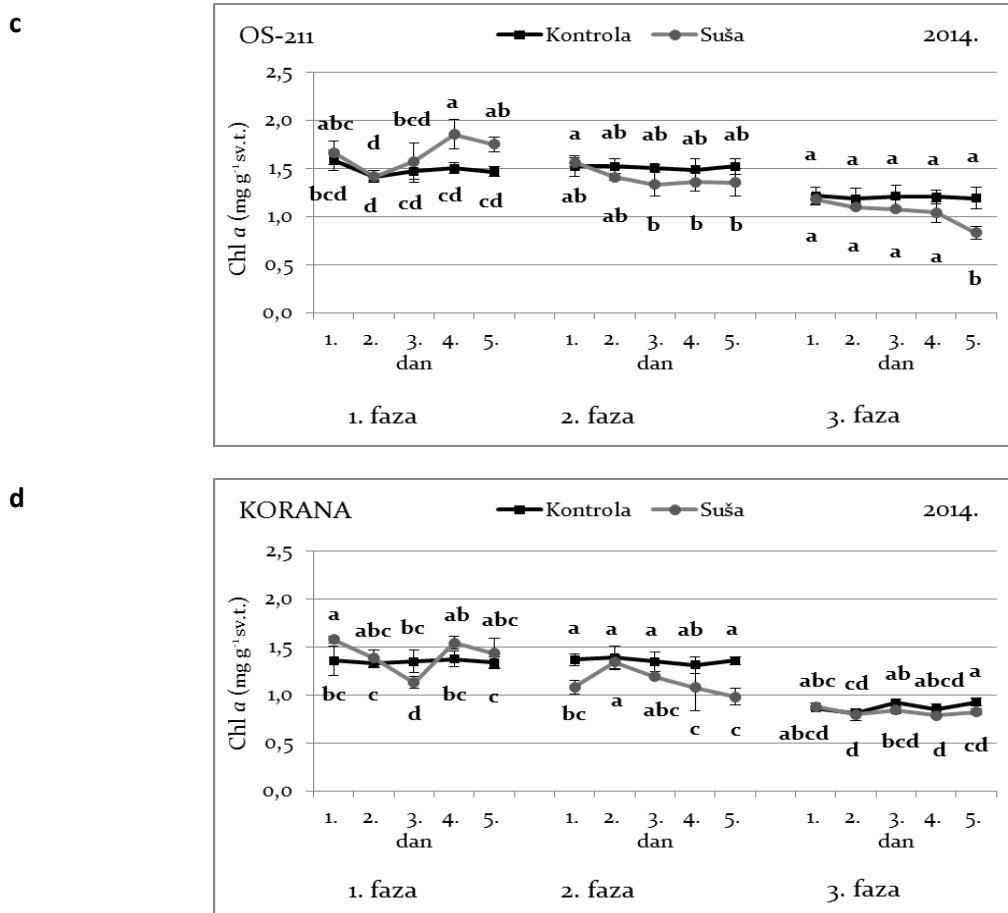 c
OS-211 Kontrola Suša 2014.
Chl a (mg g⁻¹ sv.t.)
2,5
2,0
1,5
1,0
0,5
0,0
abc d bcd a ab a ab ab ab ab a a a a a
bcd d cd cd cd ab ab b b b a a a a b
1. 2. 3. 4. 5. 1. 2. 3. 4. 5. 1. 2. 3. 4. 5.
dan dan dan
1. faza 2. faza 3. faza
d
KORANA Kontrola Suša 2014.
Chl a (mg g⁻¹ sv.t.)
2,5
2,0
1,5
1,0
0,5
0,0
a abc bc ab abc a a a ab a abc cd ab abcd a
bc c d bc c bc a abc c c abcd d bcd d cd
1. 2. 3. 4. 5. 1. 2. 3. 4. 5. 1. 2. 3. 4. 5.
dan dan dan
1. faza 2. faza 3. faza